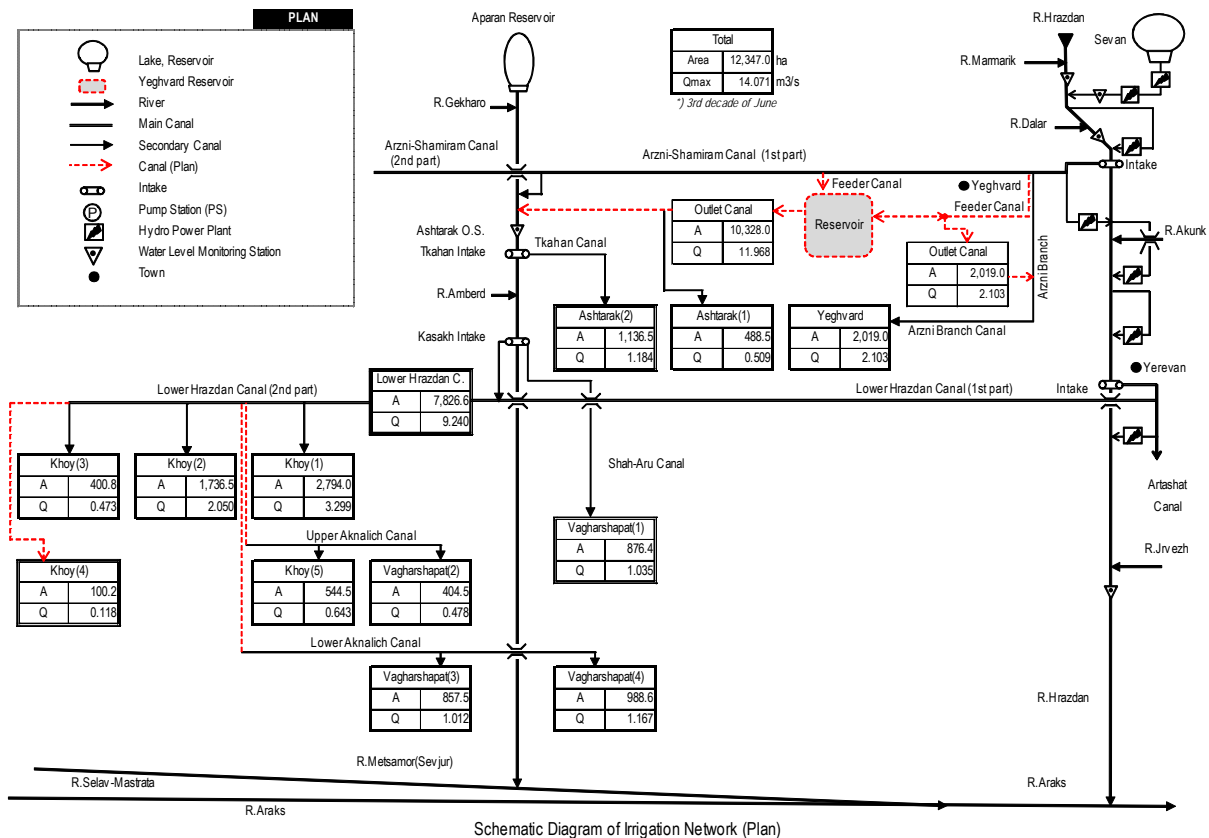 PLAN
Lake, Reservoir
Yeghvard Reservoir
River
Main Canal
Secondary Canal
Canal (Plan)
Intake
P
Pump Station (PS)
Hydro Power Plant
Water Level Monitoring Station
Town
Aparan Reservoir
R.Gekharo
Total
Area 12,347.0 ha
Qmax 14.071 m3/s
*) 3rd decade of June
R.Hrazdan
Sevan
R.Marmarik
R.Dalar
Intake
Arzni-Shamiram Canal
(2nd part)
Arzni-Shamiram Canal (1st part)
Feeder Canal
Yeghvard
Feeder Canal
Reservoir
Outlet Canal
A 10,328.0
Q 11.968
Outlet Canal
A 2,019.0
Q 2.103
Arzni Branch
R.Akunk
Ashtarak O.S.
Tkahan Intake
Tkahan Canal
R.Amberd
Kasakh Intake
Ashtarak(2)
A 1,136.5
Q 1.184
Ashtarak(1)
A 488.5
Q 0.509
Yeghvard
A 2,019.0
Q 2.103
Arzni Branch Canal
Yerevan
Intake
Lower Hrazdan Canal (2nd part)
Lower Hrazdan C.
A 7,826.6
Q 9.240
Lower Hrazdan Canal (1st part)
Khoy(3)
A 400.8
Q 0.473
Khoy(2)
A 1,736.5
Q 2.050
Khoy(1)
A 2,794.0
Q 3.299
Shah-Aru Canal
Artashat
Canal
Vagharshapat(1)
A 876.4
Q 1.035
Upper Aknalich Canal
R.Jrvezh
Khoy(4)
A 100.2
Q 0.118
Khoy(5)
A 544.5
Q 0.643
Vagharshapat(2)
A 404.5
Q 0.478
Lower Aknalich Canal
Vagharshapat(3)
A 857.5
Q 1.012
Vagharshapat(4)
A 988.6
Q 1.167
R.Hrazdan
R.Metsamor(Sevjur)
R.Selav-Mastrata
R.Araks
R.Araks
Schematic Diagram of Irrigation Network (Plan)